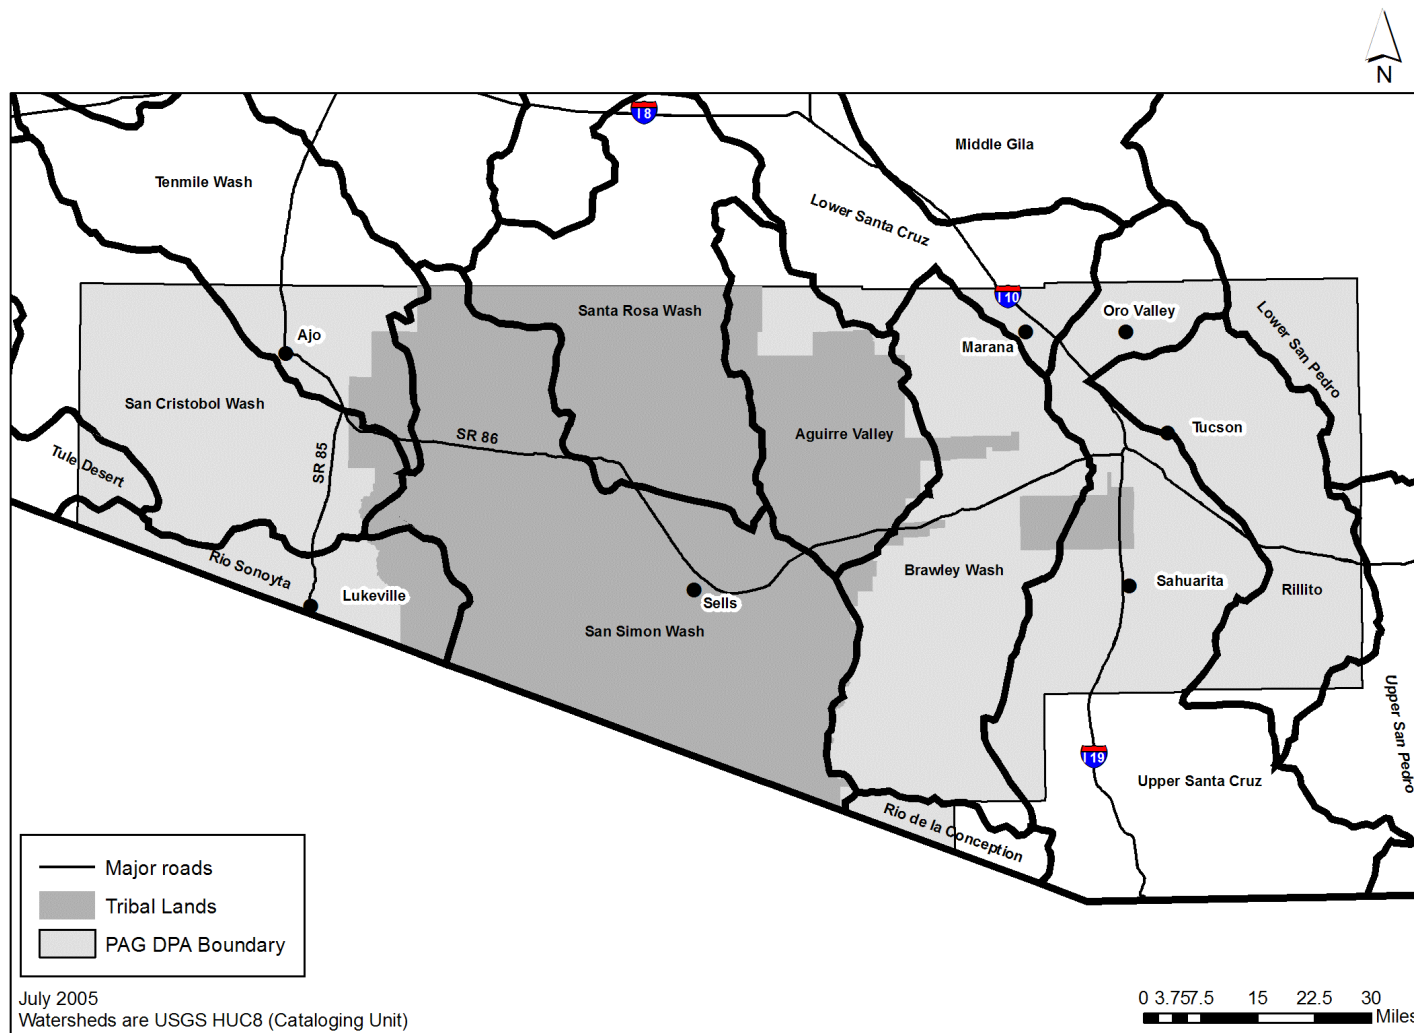 N
I 8
Middle Gila
Tenmile Wash
Lower Santa Cruz
I 10
Santa Rosa Wash
Oro Valley
Ajo
Marana
Lower San Pedro
San Cristobol Wash
SR 86
Aguirre Valley
Tucson
SR 85
Tule Desert
Rio Sonoyta
Lukeville
Brawley Wash
Sahuarita
Rillito
Sells
San Simon Wash
Upper San Pedro
I 19
Upper Santa Cruz
Rio de la Conception
Major roads
Tribal Lands
PAG DPA Boundary
July 2005
Watersheds are USGS HUC8 (Cataloging Unit)
0 3.75 7.5 15 22.5 30
Miles